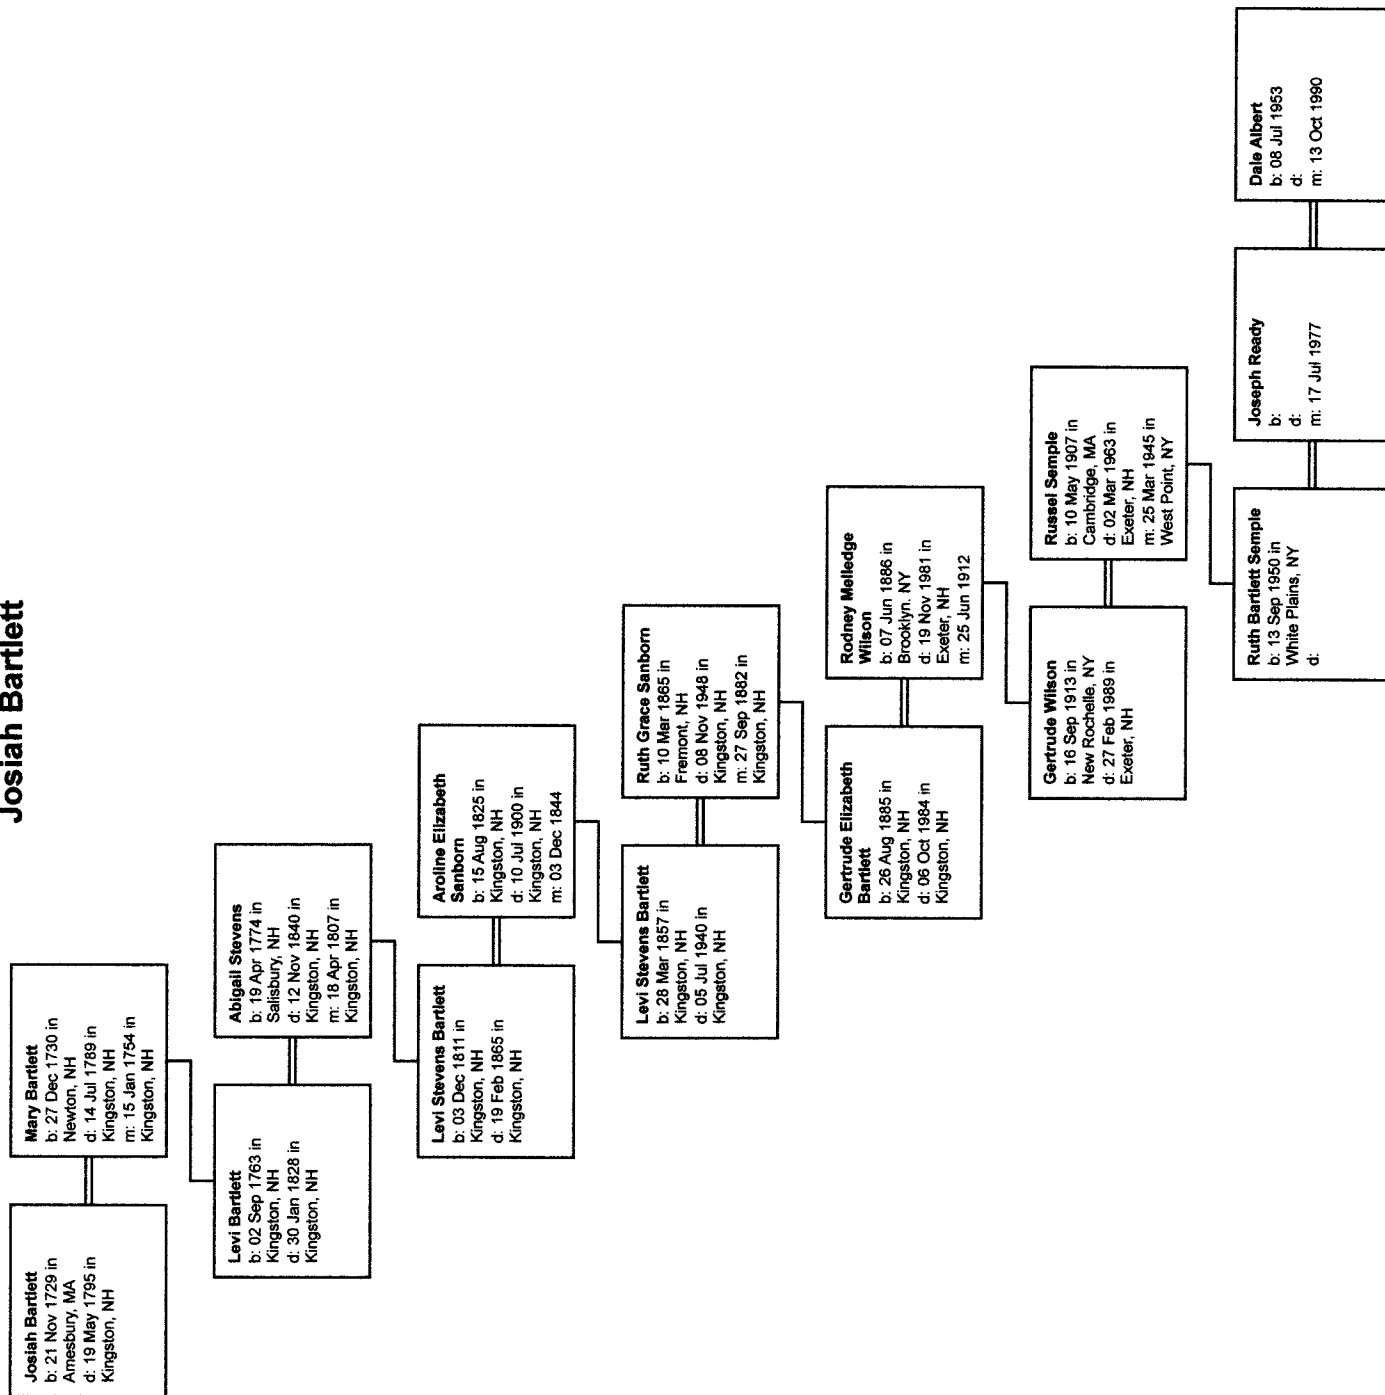 Josiah Bartlett
Josiah Bartlett
b: 21 Nov 1729 in
Amesbury, MA
d: 19 May 1795 in
Kingston, NH
Mary Bartlett
b: 27 Dec 1730 in
Newton, NH
d: 14 Jul 1789 in
Kingston, NH
m: 15 Jan 1754 in
Kingston, NH
Levi Bartlett
b: 02 Sep 1763 in
Kingston, NH
d: 30 Jan 1828 in
Kingston, NH
Abigail Stevens
b: 19 Apr 1774 in
Salisbury, NH
d: 12 Nov 1840 in
Kingston, NH
m: 18 Apr 1807 in
Kingston, NH
Levi Stevens Bartlett
b: 03 Dec 1811 in
Kingston, NH
d: 19 Feb 1865 in
Kingston, NH
Aroline Elizabeth
Sanborn
b: 15 Aug 1825 in
Kingston, NH
d: 10 Jul 1900 in
Kingston, NH
m: 03 Dec 1844
Levi Stevens Bartlett
b: 28 Mar 1857 in
Kingston, NH
d: 05 Jul 1940 in
Kingston, NH
Ruth Grace Sanborn
b: 10 Mar 1865 in
Fremont, NH
d: 08 Nov 1948 in
Kingston, NH
m: 27 Sep 1882 in
Kingston, NH
Gertrude Elizabeth
Bartlett
b: 26 Aug 1885 in
Kingston, NH
d: 06 Oct 1984 in
Kingston, NH
Rodney Melledge
Wilson
b: 07 Jun 1886 in
Brooklyn. NY
d: 19 Nov 1981 in
Exeter, NH
m: 25 Jun 1912
Gertrude Wilson
b: 16 Sep 1913 in
New Rochelle, NY
d: 27 Feb 1989 in
Exeter, NH
Russel Semple
b: 10 May 1907 in
Cambridge, MA
d: 02 Mar 1963 in
Exeter, NH
m: 25 Mar 1945 in
West Point, NY
Ruth Bartlett Semple
b: 13 Sep 1950 in
White Plains, NY
d:
Joseph Ready
b:
d:
m: 17 Jul 1977
Dale Albert
b: 08 Jul 1953
d:
m: 13 Oct 1990